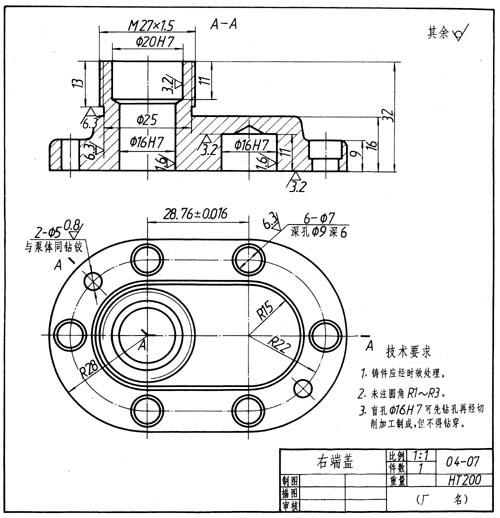 M27×1.5
A-A
其余
Φ20H7
13
3.2
11
6.3
Φ25
32
6.3
Φ16H7
3.2
Φ16H7
11
9
16
1.6
1.6
3.2
28.76±0.016
2-Φ5 0.8
与泵体同钻铰
6.3
6-Φ7
深孔Φ9深6
A
A
A
R15
R22
R28
技术要求
1. 铸件应经时效处理。
2. 未注圆角R1~R3。
3. 盲孔Φ16H7可先钻孔再经切
削加工制成,但不得钻穿。
右端盖
比例 1:1
件数 1
04-07
制图
重量
HT200
描图
审核
(厂 名)